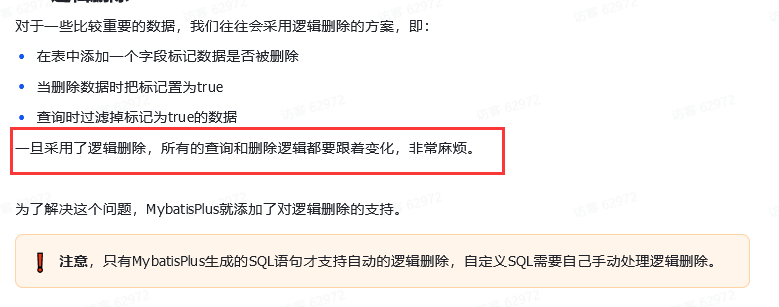 对于一些比较重要的数据，我们往往会采用逻辑删除的方案，即：
在表中添加一个字段标记数据是否被删除
当删除数据时把标记置为true
查询时过滤掉标记为true的数据
一旦采用了逻辑删除，所有的查询和删除逻辑都要跟着变化，非常麻烦。
为了解决这个问题，MybatisPlus就添加了对逻辑删除的支持。
注意，只有MybatisPlus生成的SQL语句才支持自动的逻辑删除，自定义SQL需要自己手动处理逻辑删除。
访客 62972